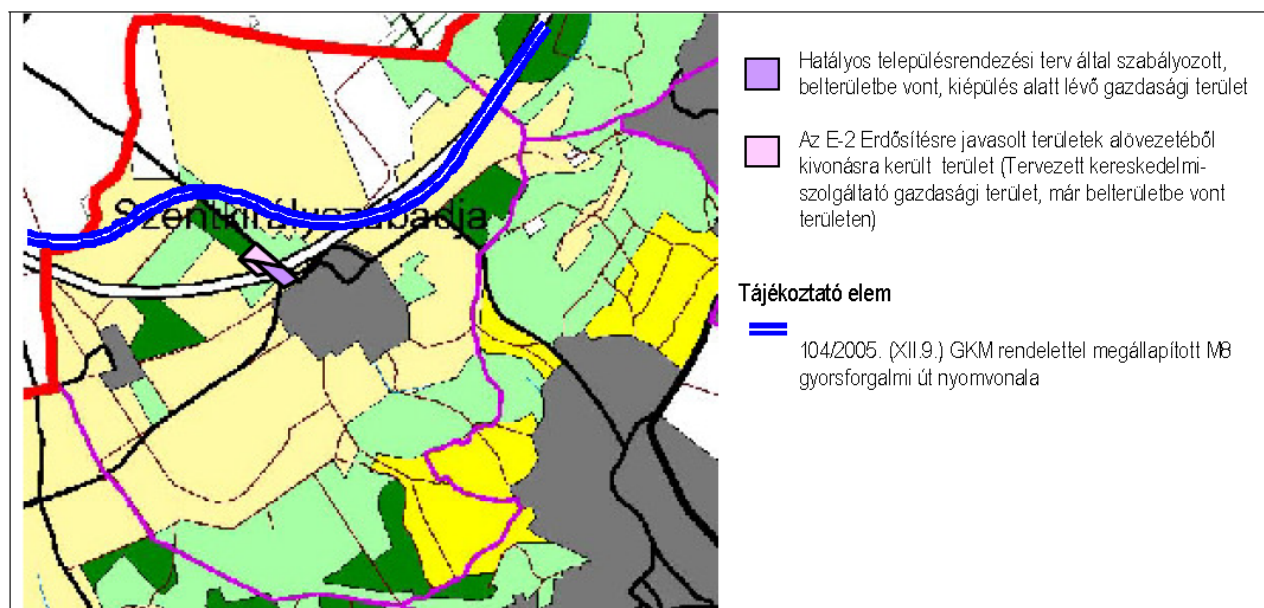 Szentkirályszabadja
Hatályos településrendezési terv által szabályozott,
belterületbe vont, kiépülés alatt lévő gazdasági terület
Az E-2 Erdősítésre javasolt területek alövezetéből
kivonásra került terület (Tervezett kereskedelmi-
szolgáltató gazdasági terület, már belterületbe vont
területen)
Tájékoztató elem
104/2005. (XII.9.) GKM rendelettel megállapított M8
gyorsforgalmi út nyomvonala